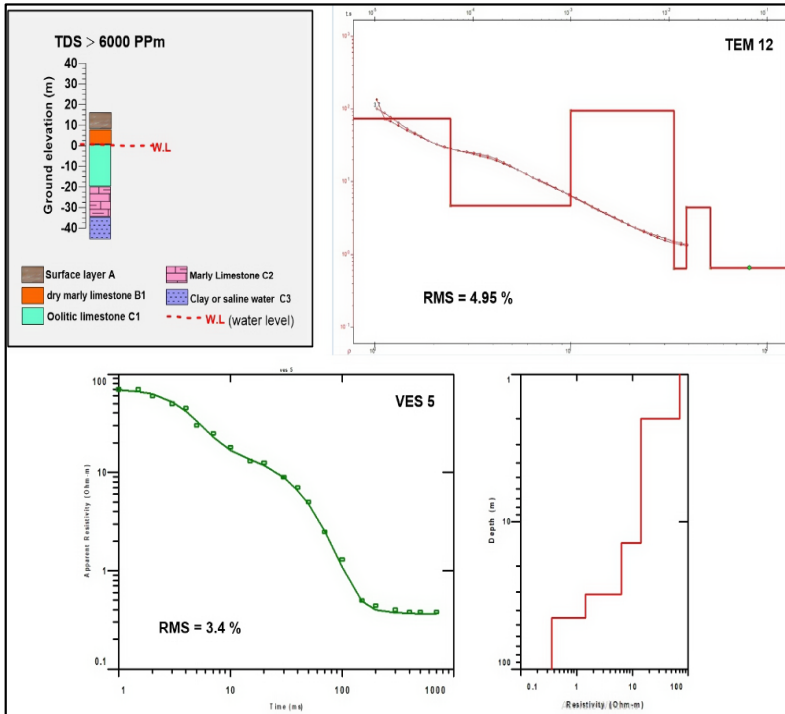 TDS > 6000 PPm
Ground elevation (m)
40
30
20
10
0
-10
-20
-30
-40
W.L
Surface layer A
dry marly limestone B1
Oolitic limestone C1
Marly Limestone C2
Clay or saline water C3
W.L (water level)
TEM 12
RMS = 4.95 %
ves 5
VES 5
Apparent Resistivity (Ohm-m)
100
10
1
0.1
RMS = 3.4 %
1
10
100
1000
Time (ms)
Depth (m)
1
10
100
0.1
1
10
100
Resistivity (Ohm-m)